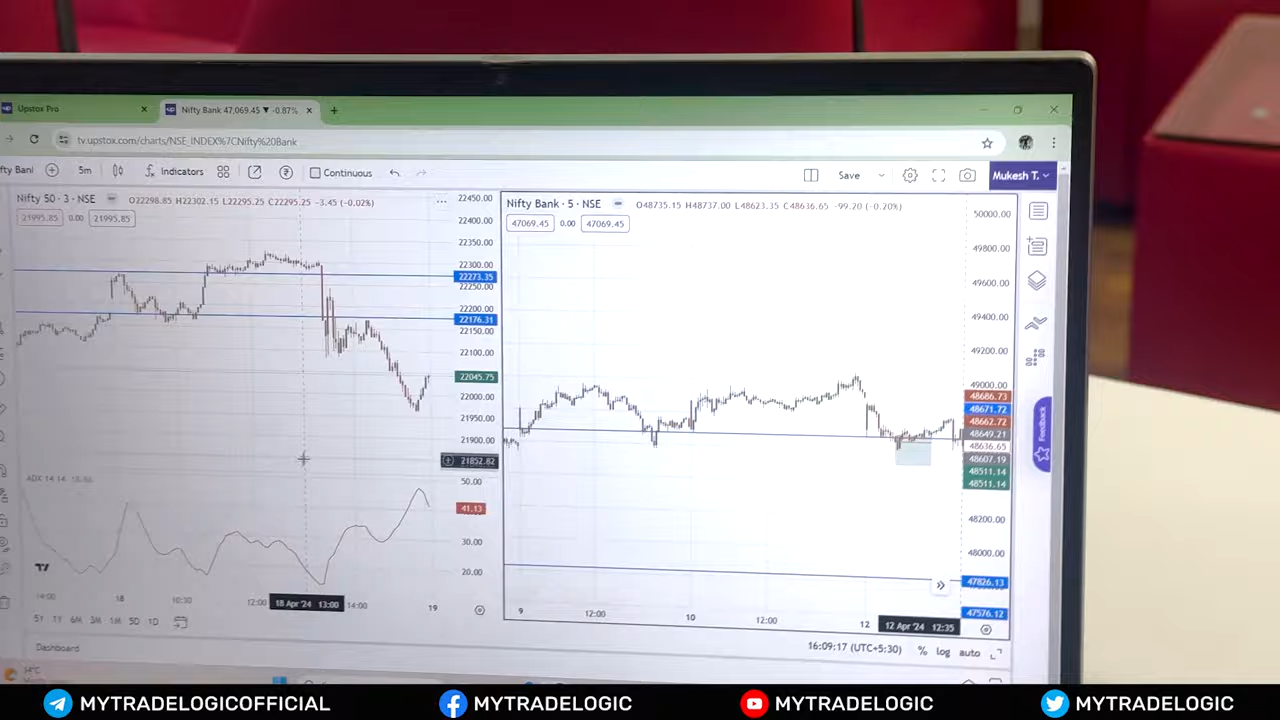 Upstox Pro
Nifty Bank 47,069.45 ▼ -0.87%
tv.upstox.com/charts/NSE_INDEX%7CNifty%20Bank
5m
Indicators
Continuous
Save
Mukesh T.
Nifty 50 · 3 · NSE
O22298.85 H22302.15 L22295.25 C22295.25 -3.45 (-0.02%)
21995.85 0.00 21995.85
22450.00
22400.00
22350.00
22300.00
22273.35
22250.00
22200.00
22176.31
22150.00
22100.00
22045.75
22000.00
21950.00
21900.00
21852.82
ADX 14 14
50.00
41.13
30.00
20.00
14:00
18
10:30
12:00
18 Apr '24 13:00
14:00
19
Nifty Bank · 5 · NSE
O48735.15 H48737.00 L48623.35 C48636.65 -99.20 (-0.20%)
47069.45 0.00 47069.45
50000.00
49800.00
49600.00
49400.00
49200.00
49000.00
48686.73
48671.72
48662.72
48649.21
48636.65
48607.19
48511.14
48511.14
48200.00
48000.00
47826.13
47576.12
9
12:00
10
12:00
12
12 Apr '24 12:35
Feedback
5Y 1Y 6M 3M 1M 5D 1D
16:09:17 (UTC+5:30)
% log auto
Dashboard
MYTRADELOGICOFFICIAL
MYTRADELOGIC
MYTRADELOGIC
MYTRADELOGIC